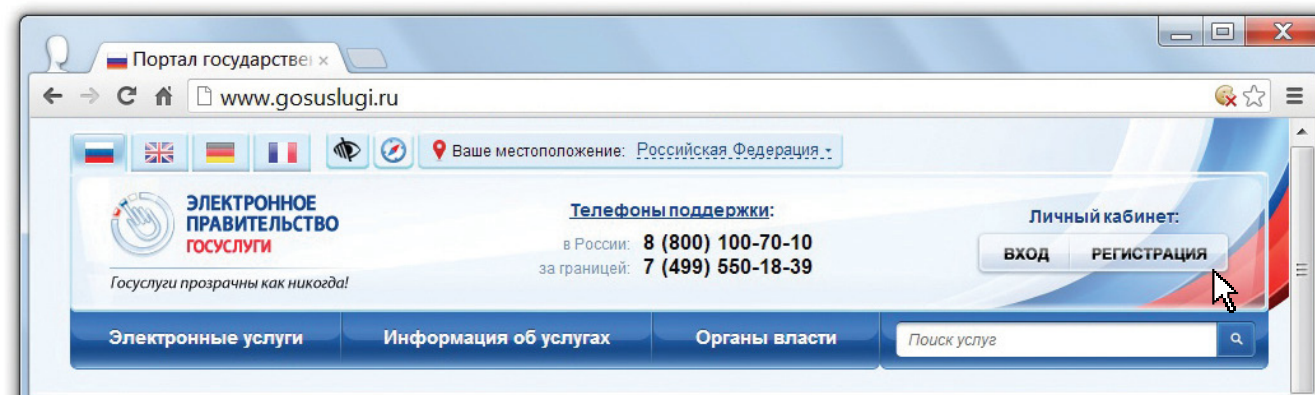 Портал государстве
www.gosuslugi.ru
Ваше местоположение: Российская Федерация
ЭЛЕКТРОННОЕ
ПРАВИТЕЛЬСТВО
ГОСУСЛУГИ
Госуслуги прозрачны как никогда!
Телефоны поддержки:
в России: 8 (800) 100-70-10
за границей: 7 (499) 550-18-39
Личный кабинет:
ВХОД РЕГИСТРАЦИЯ
Электронные услуги Информация об услугах Органы власти Поиск услуг